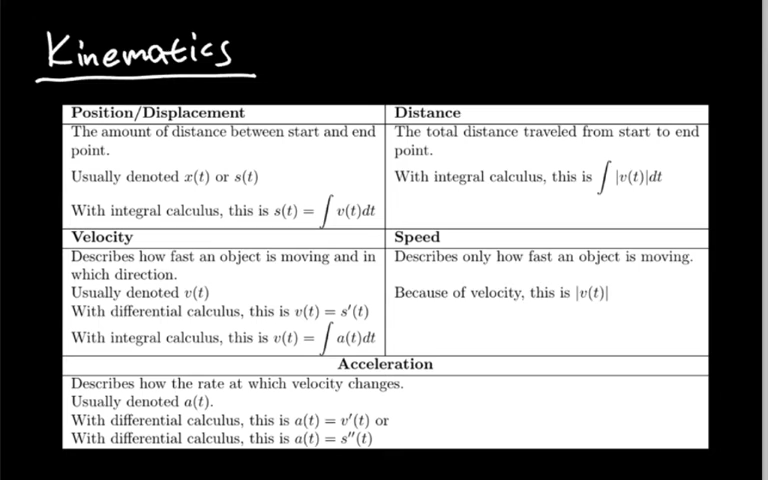 Kinematics
Position/Displacement
The amount of distance between start and end
point.
Usually denoted x(t) or s(t)
With integral calculus, this is s(t) = ∫ v(t)dt
Distance
The total distance traveled from start to end
point.
With integral calculus, this is ∫ |v(t)|dt
Velocity
Describes how fast an object is moving and in
which direction.
Usually denoted v(t)
With differential calculus, this is v(t) = s′(t)
With integral calculus, this is v(t) = ∫ a(t)dt
Speed
Describes only how fast an object is moving.
Because of velocity, this is |v(t)|
Acceleration
Describes how the rate at which velocity changes.
Usually denoted a(t).
With differential calculus, this is a(t) = v′(t) or
With differential calculus, this is a(t) = s″(t)